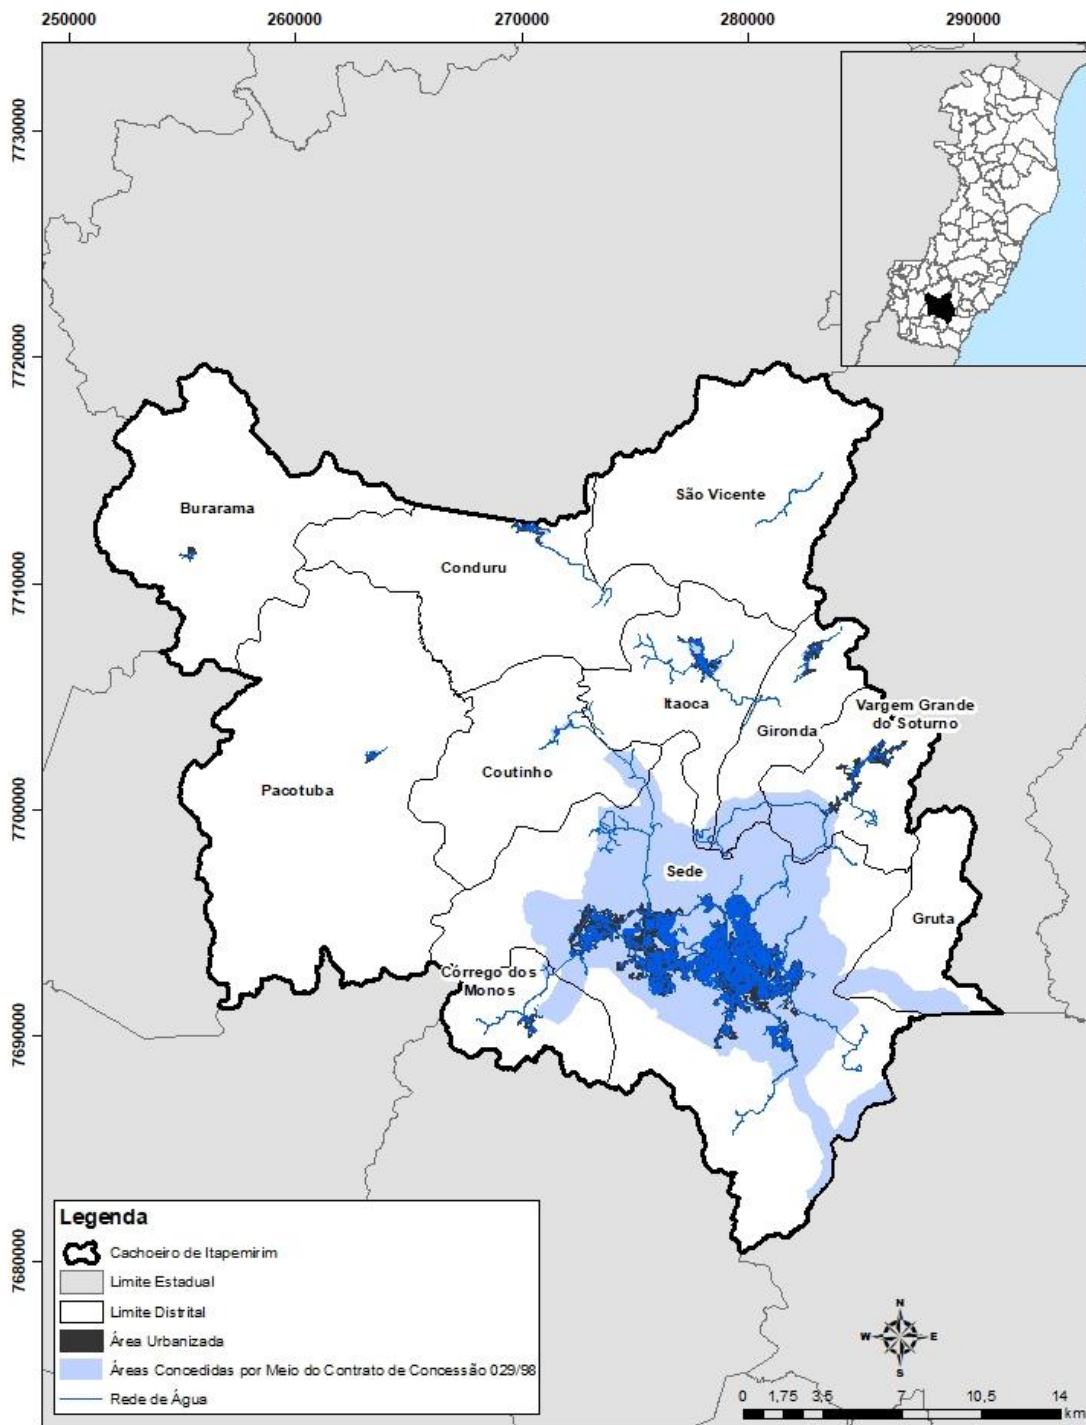 250000 260000 270000 280000 290000
7730000
7720000
7710000
7700000
7690000
7680000
São Vicente
Burarama
Conduru
Itaoca
Vargem Grande
do Soturno
Gironda
Coutinho
Pacotuba
Sede
Gruta
Córrego dos
Monos
Legenda
Cachoeiro de Itapemirim
Limite Estadual
Limite Distrital
Área Urbanizada
Áreas Concedidas por Meio do Contrato de Concessão 029/98
Rede de Água
N
W E
S
0 1,75 3,5 7 10,5 14
km